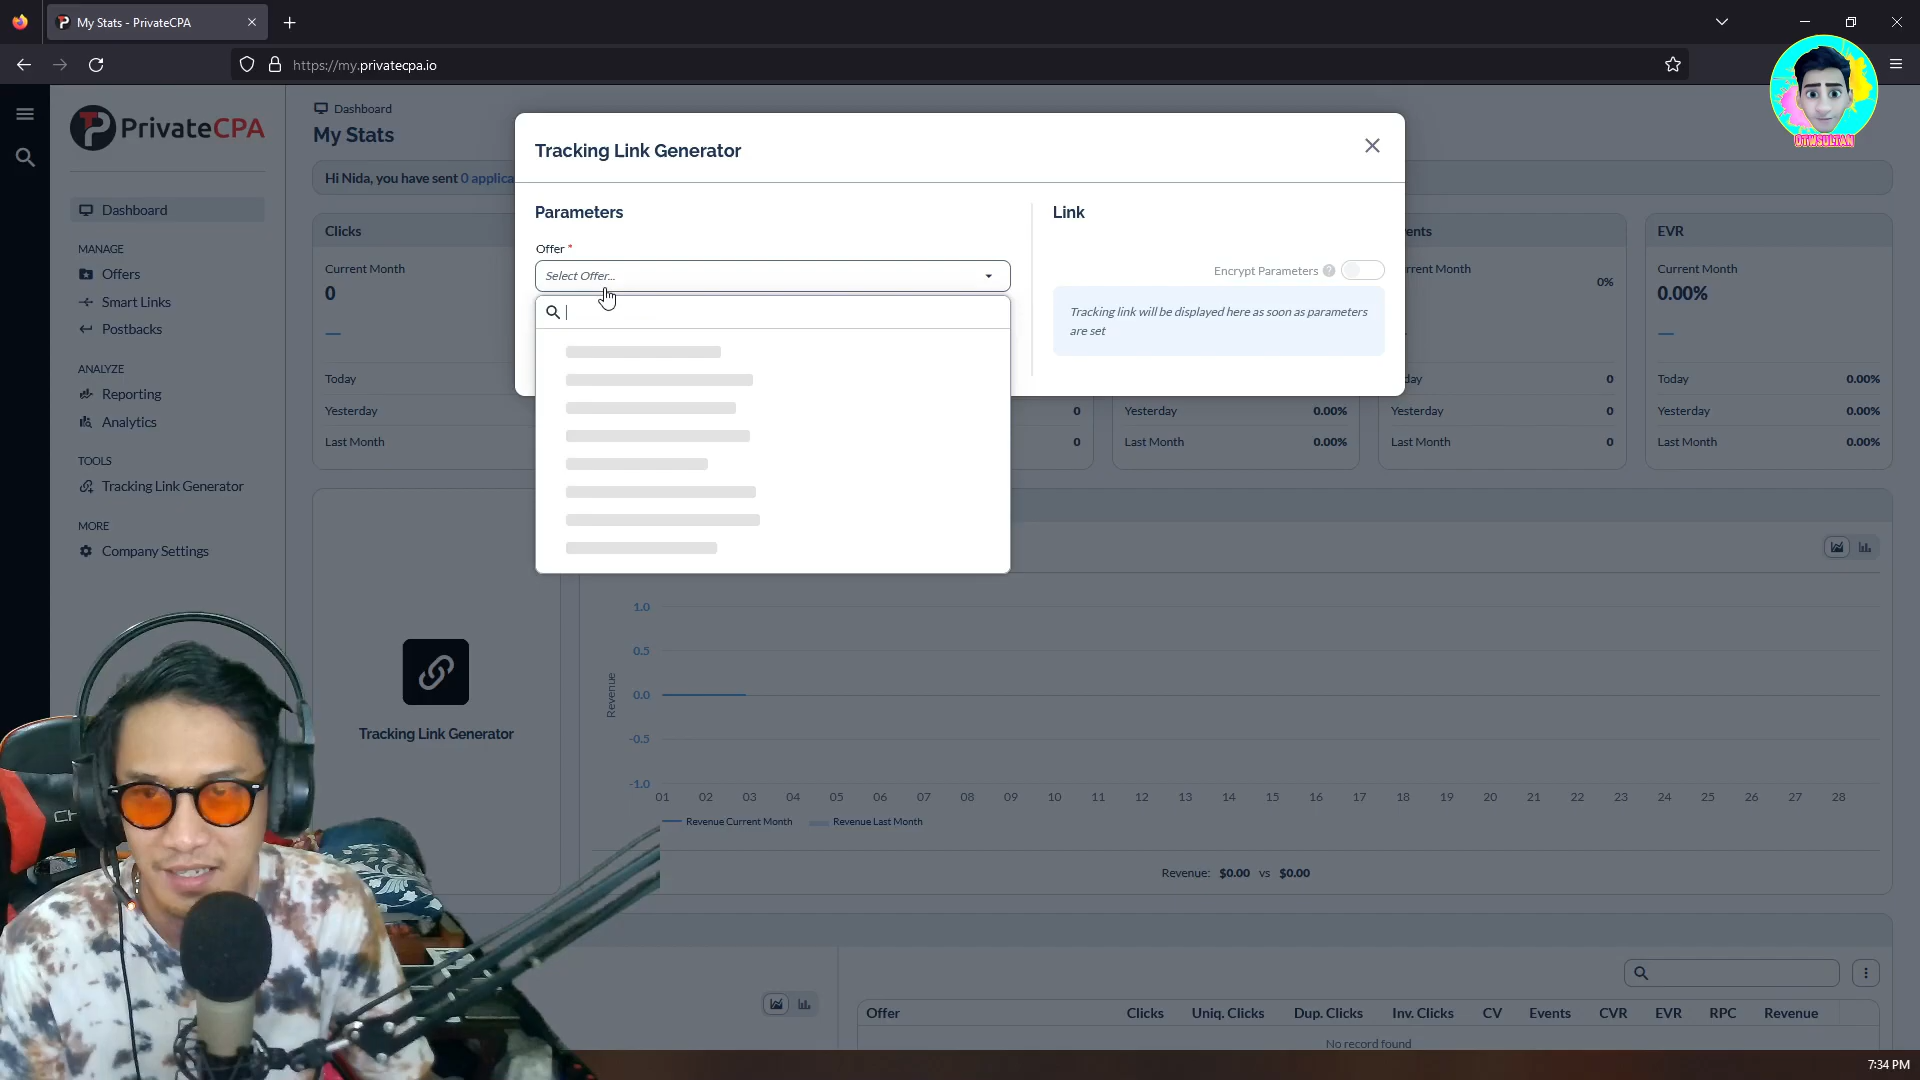 My Stats - PrivateCPA
https://my.privatecpa.io
OTWSULTAN
PrivateCPA
Dashboard
MANAGE
Offers
Smart Links
Postbacks
ANALYZE
Reporting
Analytics
TOOLS
Tracking Link Generator
MORE
Company Settings
Dashboard
My Stats
Hi Nida, you have sent 0 applica
Clicks
Current Month
0
Today
Yesterday
Last Month
Tracking Link Generator
Parameters
Offer *
Select Offer...
Link
Encrypt Parameters ?
Tracking link will be displayed here as soon as parameters
are set
0
0
Yesterday 0.00%
Last Month 0.00%
ents
rrent Month
0%
day 0
Yesterday 0
Last Month 0
EVR
Current Month
0.00%
Today 0.00%
Yesterday 0.00%
Last Month 0.00%
Tracking Link Generator
Revenue
1.0
0.5
0.0
-0.5
-1.0
01 02 03 04 05 06 07 08 09 10 11 12 13 14 15 16 17 18 19 20 21 22 23 24 25 26 27 28
Revenue Current Month Revenue Last Month
Revenue: $0.00 vs $0.00
Offer Clicks Uniq. Clicks Dup. Clicks Inv. Clicks CV Events CVR EVR RPC Revenue
No record found
7:34 PM